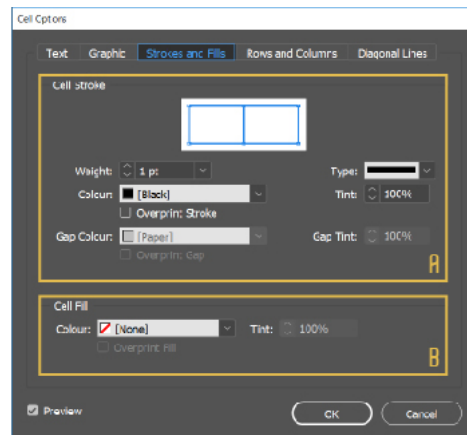 Cell Options
Text Graphic Strokes and Fills Rows and Columns Diagonal Lines
Cell Stroke
Weight: 1 pt Type:
Colour: [Black] Tint: 100%
Overprint Stroke
Gap Colour: [Paper] Gap Tint: 100%
Overprint Gap
A
Cell Fill
Colour: [None] Tint: 100%
Overprint Fill
B
Preview OK Cancel